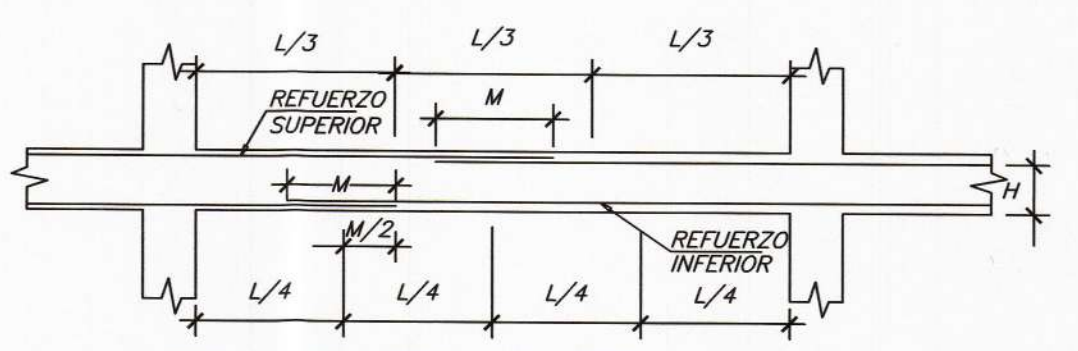 L/3
L/3
L/3
REFUERZO
SUPERIOR
M
M
H
M/2
REFUERZO
INFERIOR
L/4
L/4
L/4
L/4